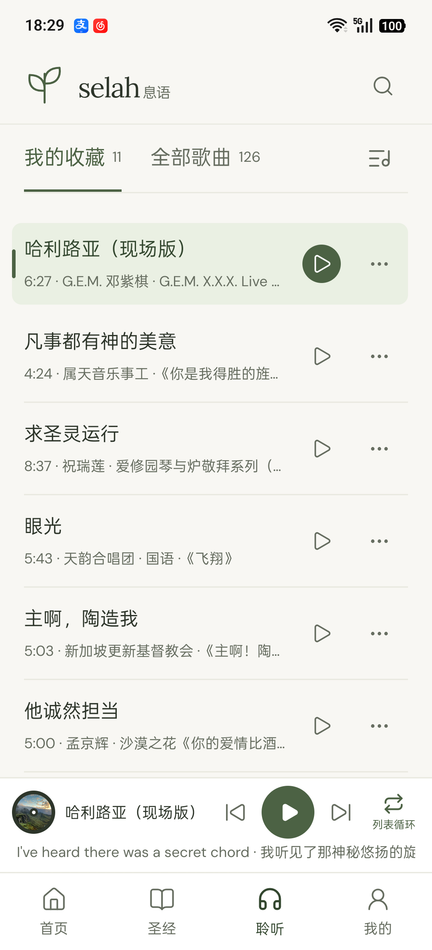 18:29
5G
100
selah 息语
我的收藏 11 全部歌曲 126
哈利路亚（现场版）
6:27 · G.E.M. 邓紫棋 · G.E.M. X.X.X. Live ...
凡事都有神的美意
4:24 · 属天音乐事工 · 《你是我得胜的旌...
求圣灵运行
8:37 · 祝瑞莲 · 爱修园琴与炉敬拜系列（...
眼光
5:43 · 天韵合唱团 · 国语 · 《飞翔》
主啊，陶造我
5:03 · 新加坡更新基督教会 · 《主啊！陶...
他诚然担当
5:00 · 孟京辉 · 沙漠之花《你的爱情比酒...
哈利路亚（现场版）
列表循环
I've heard there was a secret chord · 我听见了那神秘悠扬的旋
首页 圣经 聆听 我的